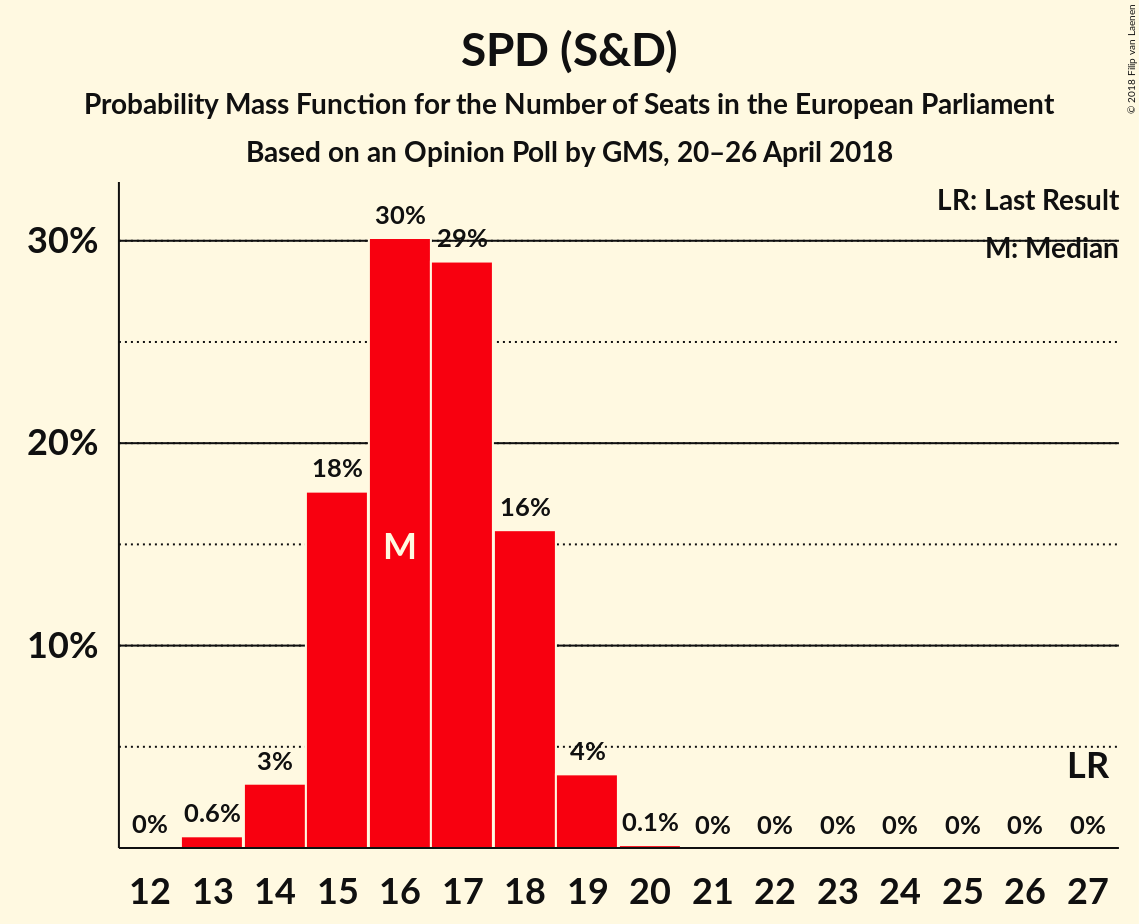 SPD (S&D)
Probability Mass Function for the Number of Seats in the European Parliament
Based on an Opinion Poll by GMS, 20–26 April 2018
© 2018 Filip van Laenen
LR: Last Result
M: Median
30%
20%
10%
0%
0.6%
3%
18%
30%
29%
16%
4%
0.1%
0%
0%
0%
0%
0%
0%
0%
M
LR
12 13 14 15 16 17 18 19 20 21 22 23 24 25 26 27